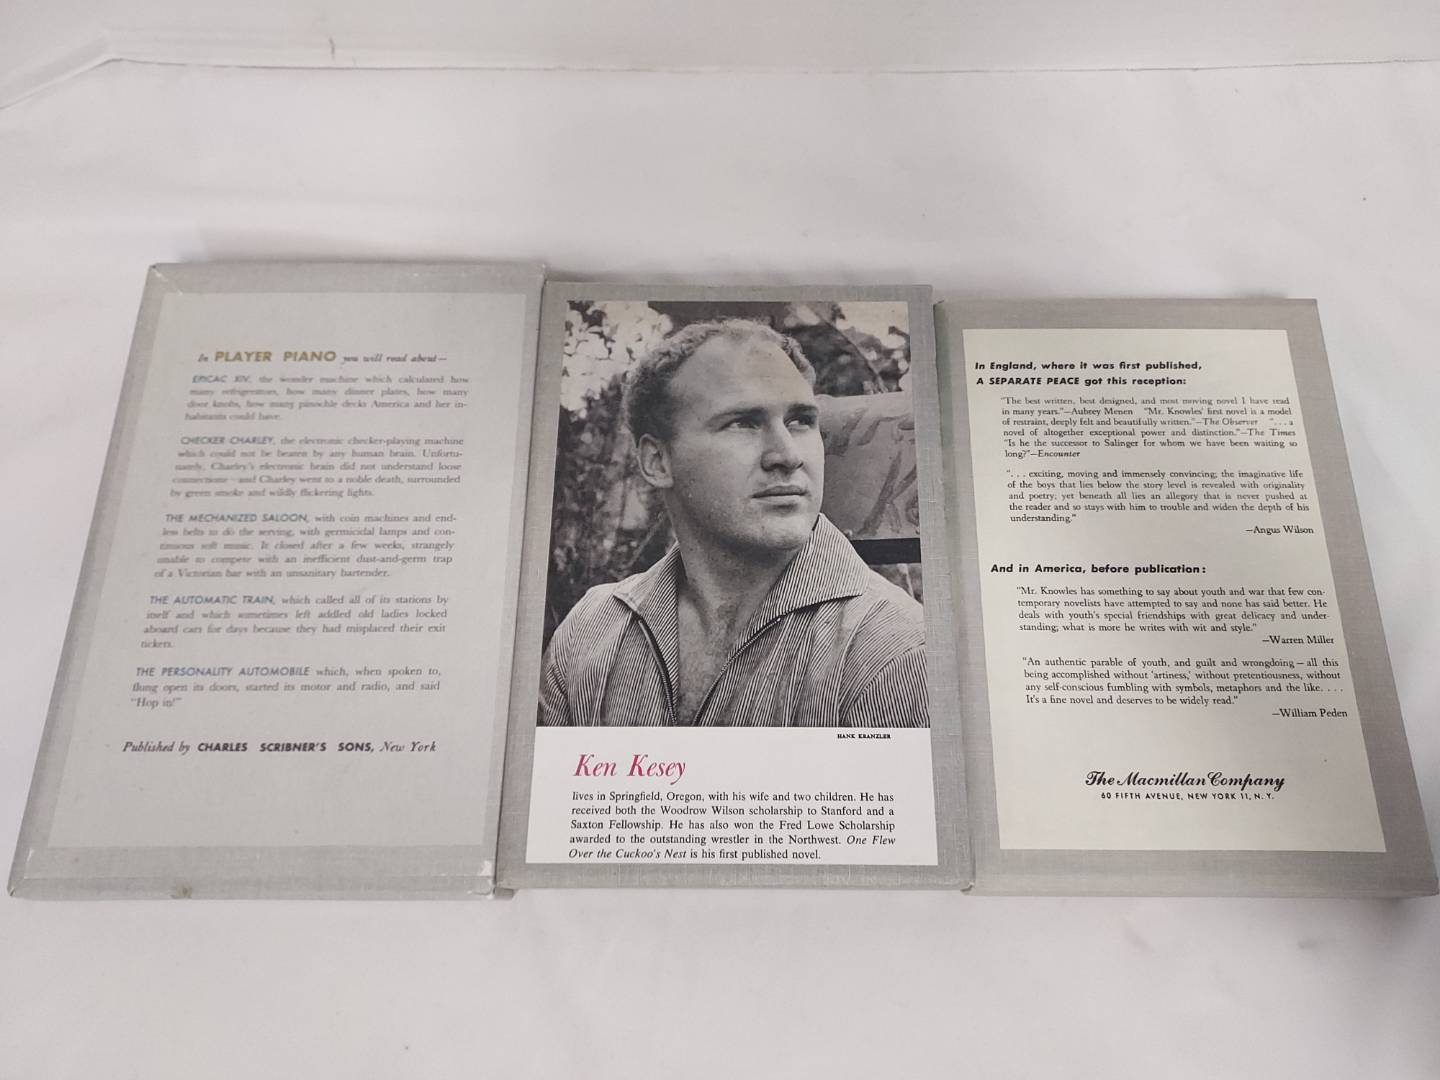 In PLAYER PIANO you will read about—
EPICAC XIV, the wonder machine which calculated how
many refrigerators, how many dinner plates, how many
door knobs, how many pinochle decks America and her in-
habitants could have.
CHECKER CHARLEY, the electronic checker-playing machine
which could not be beaten by any human brain. Unfortu-
nately, Charley's electronic brain did not understand loose
connections—and Charley went to a noble death, surrounded
by green smoke and wildly flickering lights.
THE MECHANIZED SALOON, with coin machines and end-
less belts to do the serving, with germicidal lamps and con-
tinuous soft music. It closed after a few weeks, strangely
unable to compete with an inefficient dust-and-germ trap
of a Victorian bar with an unsanitary bartender.
THE AUTOMATIC TRAIN, which called all of its stations by
itself and which sometimes left addled old ladies locked
aboard cars for days because they had misplaced their exit
tickets.
THE PERSONALITY AUTOMOBILE which, when spoken to,
flung open its doors, started its motor and radio, and said
"Hop in!"
Published by CHARLES SCRIBNER'S SONS, New York
HANK KRANZLER
Ken Kesey
lives in Springfield, Oregon, with his wife and two children. He has
received both the Woodrow Wilson scholarship to Stanford and a
Saxton Fellowship. He has also won the Fred Lowe Scholarship
awarded to the outstanding wrestler in the Northwest. One Flew
Over the Cuckoo's Nest is his first published novel.
In England, where it was first published,
A SEPARATE PEACE got this reception:
"The best written, best designed, and most moving novel I have read
in many years."—Aubrey Menen "Mr. Knowles' first novel is a model
of restraint, deeply felt and beautifully written."—The Observer ". . . a
novel of altogether exceptional power and distinction."—The Times
"Is he the successor to Salinger for whom we have been waiting so
long?"—Encounter
". . . exciting, moving and immensely convincing; the imaginative life
of the boys that lies below the story level is revealed with originality
and poetry; yet beneath all lies an allegory that is never pushed at
the reader and so stays with him to trouble and widen the depth of his
understanding."
—Angus Wilson
And in America, before publication:
"Mr. Knowles has something to say about youth and war that few con-
temporary novelists have attempted to say and none has said better. He
deals with youth's special friendships with great delicacy and under-
standing; what is more he writes with wit and style."
—Warren Miller
"An authentic parable of youth, and guilt and wrongdoing — all this
being accomplished without 'artiness,' without pretentiousness, without
any self-conscious fumbling with symbols, metaphors and the like. . . .
It's a fine novel and deserves to be widely read."
—William Peden
The Macmillan Company
60 FIFTH AVENUE, NEW YORK 11, N. Y.